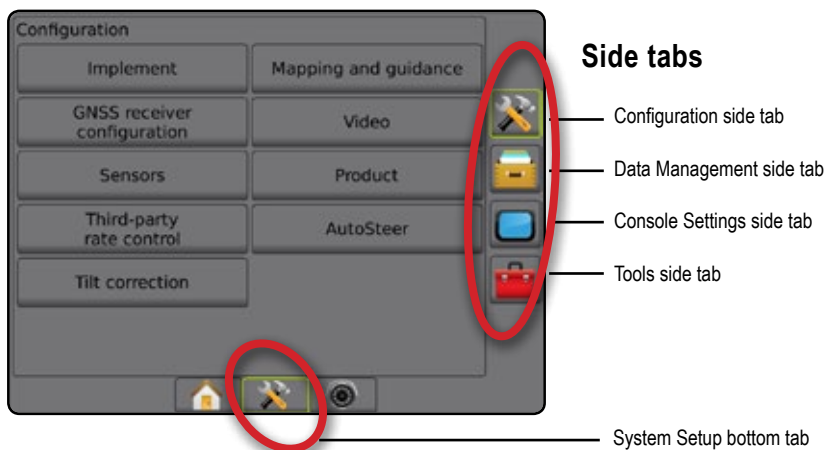 Configuration
Implement
Mapping and guidance
GNSS receiver
configuration
Video
Sensors
Product
Third-party
rate control
AutoSteer
Tilt correction
Side tabs
Configuration side tab
Data Management side tab
Console Settings side tab
Tools side tab
System Setup bottom tab